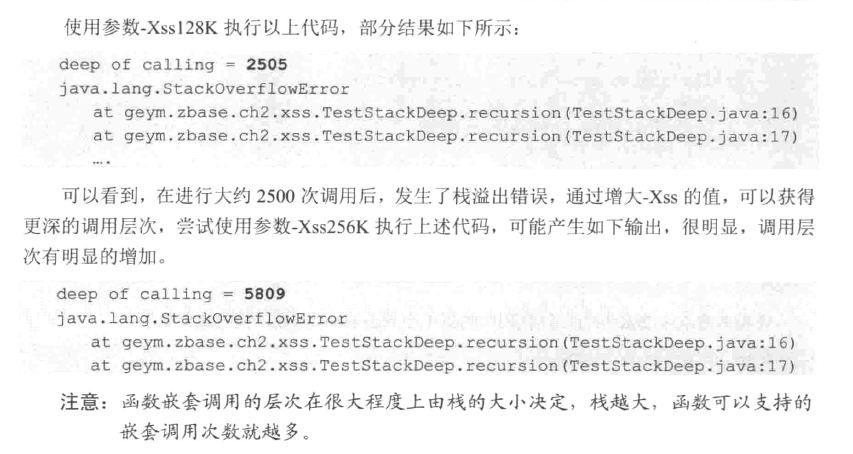 使用参数-Xss128K 执行以上代码，部分结果如下所示：
deep of calling = 2505
java.lang.StackOverflowError
at geym.zbase.ch2.xss.TestStackDeep.recursion(TestStackDeep.java:16)
at geym.zbase.ch2.xss.TestStackDeep.recursion(TestStackDeep.java:17)
….
可以看到，在进行大约 2500 次调用后，发生了栈溢出错误，通过增大-Xss 的值，可以获得
更深的调用层次，尝试使用参数-Xss256K 执行上述代码，可能产生如下输出，很明显，调用层
次有明显的增加。
deep of calling = 5809
java.lang.StackOverflowError
at geym.zbase.ch2.xss.TestStackDeep.recursion(TestStackDeep.java:16)
at geym.zbase.ch2.xss.TestStackDeep.recursion(TestStackDeep.java:17)
注意：函数嵌套调用的层次在很大程度上由栈的大小决定，栈越大，函数可以支持的
嵌套调用次数就越多。